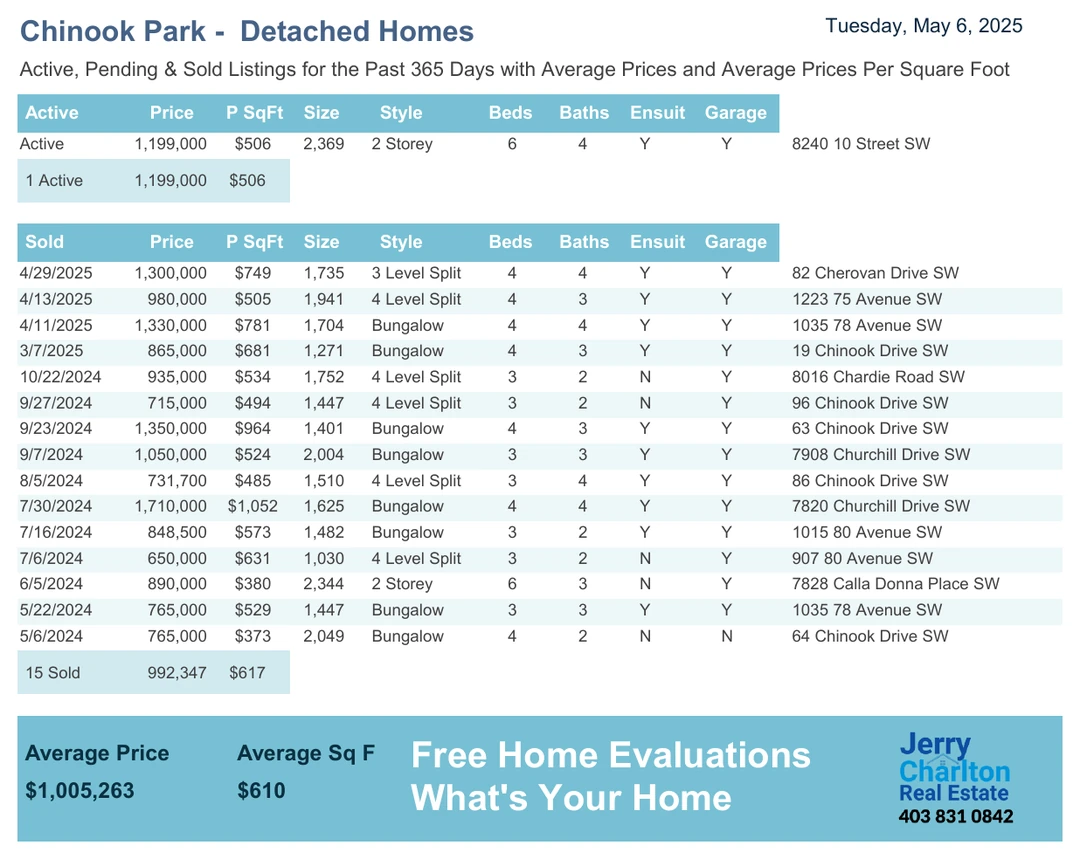 Chinook Park - Detached Homes
Tuesday, May 6, 2025
Active, Pending & Sold Listings for the Past 365 Days with Average Prices and Average Prices Per Square Foot
Active Price P SqFt Size Style Beds Baths Ensuit Garage
Active 1,199,000 $506 2,369 2 Storey 6 4 Y Y 8240 10 Street SW
1 Active 1,199,000 $506
Sold Price P SqFt Size Style Beds Baths Ensuit Garage
4/29/2025 1,300,000 $749 1,735 3 Level Split 4 4 Y Y 82 Cherovan Drive SW
4/13/2025 980,000 $505 1,941 4 Level Split 4 3 Y Y 1223 75 Avenue SW
4/11/2025 1,330,000 $781 1,704 Bungalow 4 4 Y Y 1035 78 Avenue SW
3/7/2025 865,000 $681 1,271 Bungalow 4 3 Y Y 19 Chinook Drive SW
10/22/2024 935,000 $534 1,752 4 Level Split 3 2 N Y 8016 Chardie Road SW
9/27/2024 715,000 $494 1,447 4 Level Split 3 2 N Y 96 Chinook Drive SW
9/23/2024 1,350,000 $964 1,401 Bungalow 4 3 Y Y 63 Chinook Drive SW
9/7/2024 1,050,000 $524 2,004 Bungalow 3 3 Y Y 7908 Churchill Drive SW
8/5/2024 731,700 $485 1,510 4 Level Split 3 4 Y Y 86 Chinook Drive SW
7/30/2024 1,710,000 $1,052 1,625 Bungalow 4 4 Y Y 7820 Churchill Drive SW
7/16/2024 848,500 $573 1,482 Bungalow 3 2 Y Y 1015 80 Avenue SW
7/6/2024 650,000 $631 1,030 4 Level Split 3 2 N Y 907 80 Avenue SW
6/5/2024 890,000 $380 2,344 2 Storey 6 3 N Y 7828 Calla Donna Place SW
5/22/2024 765,000 $529 1,447 Bungalow 3 3 Y Y 1035 78 Avenue SW
5/6/2024 765,000 $373 2,049 Bungalow 4 2 N N 64 Chinook Drive SW
15 Sold 992,347 $617
Average Price Average Sq F
$1,005,263 $610
Free Home Evaluations
What's Your Home
Jerry
Charlton
Real Estate
403 831 0842